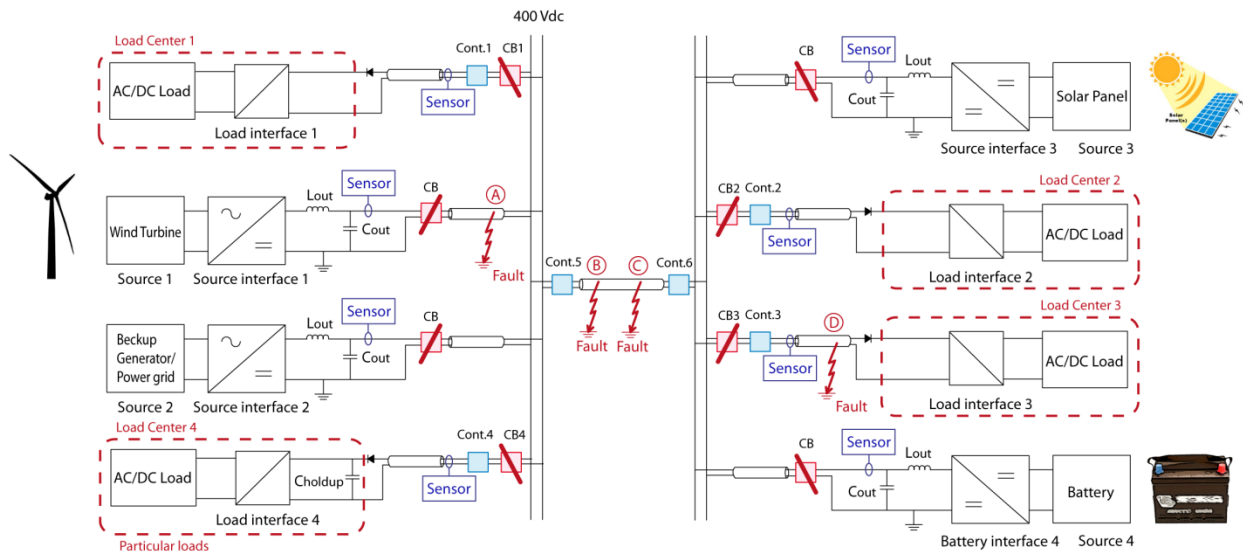 400 Vdc
Load Center 1
Cont.1
CB1
AC/DC Load
Sensor
Load interface 1
CB
Sensor
Lout
Cout
Solar Panel
Solar
Panel(s)
Source interface 3
Source 3
Wind Turbine
Lout
Sensor
Cout
CB
A
Fault
Source 1
Source interface 1
CB2
Cont.2
Sensor
Load Center 2
AC/DC Load
Load interface 2
Cont.5
B
C
Cont.6
Fault
Fault
Beckup
Generator/
Power grid
Lout
Sensor
Cout
CB
Source 2
Source interface 2
CB3
Cont.3
Sensor
D
Fault
Load Center 3
AC/DC Load
Load interface 3
Load Center 4
AC/DC Load
Choldup
Load interface 4
Cont.4
CB4
Sensor
Particular loads
CB
Sensor
Lout
Cout
Battery
Battery interface 4
Source 4